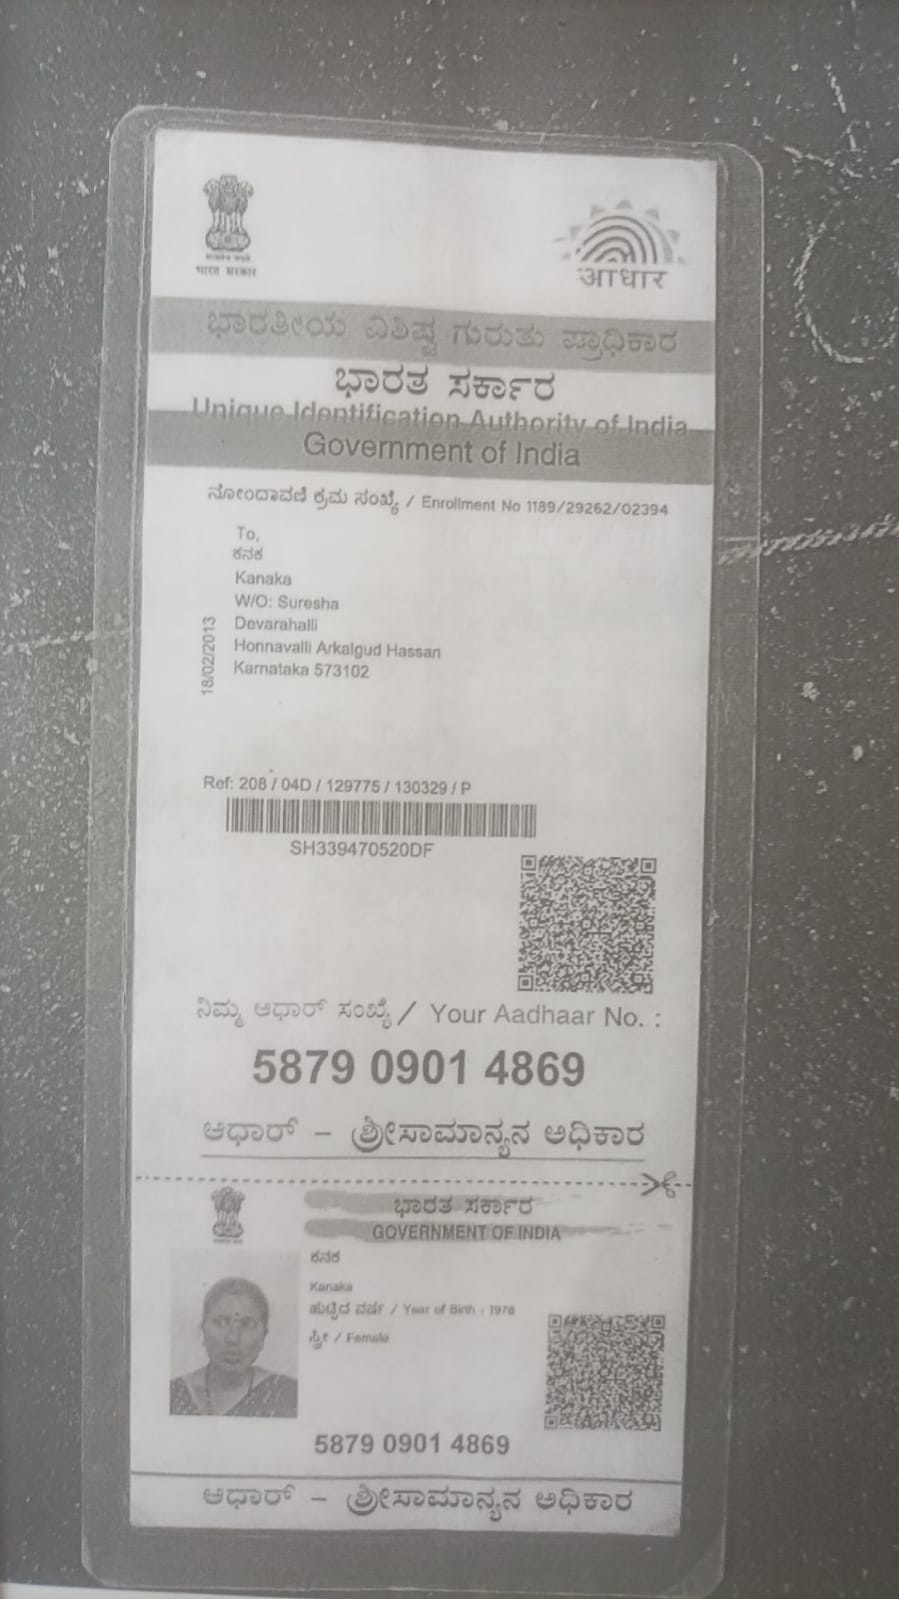 भारत सरकार
आधार
ಭಾರತೀಯ ವಿಶಿಷ್ಟ ಗುರುತು ಪ್ರಾಧಿಕಾರ
ಭಾರತ ಸರ್ಕಾರ
Unique Identification Authority of India
Government of India
ನೋಂದಾವಣಿ ಕ್ರಮ ಸಂಖ್ಯೆ / Enrollment No 1189/29262/02394
To,
ಕನಕ
Kanaka
W/O: Suresha
Devarahalli
Honnavalli Arkalgud Hassan
Karnataka 573102
18/02/2013
Ref: 208 / 04D / 129775 / 130329 / P
SH339470520DF
ನಿಮ್ಮ ಆಧಾರ್ ಸಂಖ್ಯೆ / Your Aadhaar No. :
5879 0901 4869
ಆಧಾರ್ – ಶ್ರೀಸಾಮಾನ್ಯನ ಅಧಿಕಾರ
ಭಾರತ ಸರ್ಕಾರ
GOVERNMENT OF INDIA
ಕನಕ
Kanaka
ಹುಟ್ಟಿದ ವರ್ಷ / Year of Birth :
ಸ್ತ್ರೀ / Female
5879 0901 4869
ಆಧಾರ್ – ಶ್ರೀಸಾಮಾನ್ಯನ ಅಧಿಕಾರ